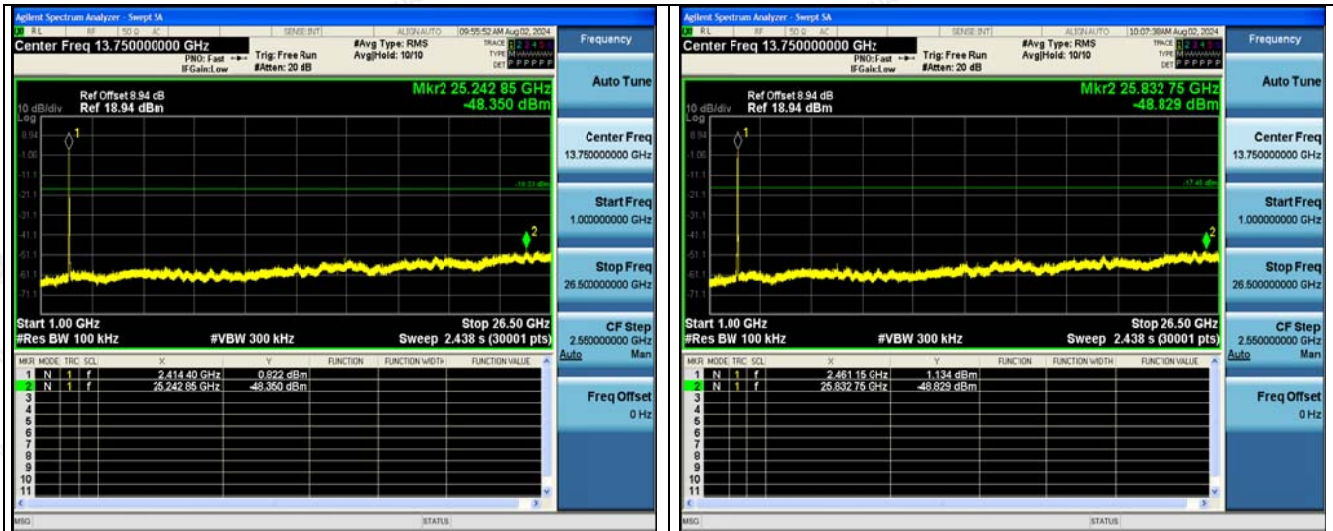 Agilent Spectrum Analyzer - Swept SA
RL RF 50 Ω AC SENSE:INT ALIGN AUTO 09:55:52 AM Aug 02, 2024
Center Freq 13.750000000 GHz
#Avg Type: RMS
TRACE 1 2 3 4 5 6
PNO: Fast Trig: Free Run Avg|Hold: 10/10
TYPE MWWWWW
IFGain:Low #Atten: 20 dB
DET P P P P P P
Mkr2 25.242 85 GHz
-48.350 dBm
Ref Offset 8.94 dB
10 dB/div Ref 18.94 dBm
Log
8.94
-1.06
-11.1
-21.1
-31.1
-41.1
-51.1
-61.1
-71.1
1
2
Start 1.00 GHz Stop 26.50 GHz
#Res BW 100 kHz #VBW 300 kHz Sweep 2.438 s (30001 pts)
MKR MODE TRC SCL X Y FUNCTION FUNCTION WIDTH FUNCTION VALUE
1 N 1 f 2.414 40 GHz 0.822 dBm
2 N 1 f 25.242 85 GHz -48.350 dBm
3
4
5
6
7
8
9
10
11
MSG STATUS
Frequency
Auto Tune
Center Freq
13.750000000 GHz
Start Freq
1.000000000 GHz
Stop Freq
26.500000000 GHz
CF Step
2.550000000 GHz
Auto Man
Freq Offset
0 Hz
Agilent Spectrum Analyzer - Swept SA
RL RF 50 Ω AC SENSE:INT ALIGN AUTO 10:07:38 AM Aug 02, 2024
Center Freq 13.750000000 GHz
#Avg Type: RMS
TRACE 1 2 3 4 5 6
PNO: Fast Trig: Free Run Avg|Hold: 10/10
TYPE MWWWWW
IFGain:Low #Atten: 20 dB
DET P P P P P P
Mkr2 25.832 75 GHz
-48.829 dBm
Ref Offset 8.94 dB
10 dB/div Ref 18.94 dBm
Log
8.94
-1.06
-11.1
-21.1
-31.1
-41.1
-51.1
-61.1
-71.1
1
2
Start 1.00 GHz Stop 26.50 GHz
#Res BW 100 kHz #VBW 300 kHz Sweep 2.438 s (30001 pts)
MKR MODE TRC SCL X Y FUNCTION FUNCTION WIDTH FUNCTION VALUE
1 N 1 f 2.461 15 GHz 1.134 dBm
2 N 1 f 25.832 75 GHz -48.829 dBm
3
4
5
6
7
8
9
10
11
MSG STATUS
Frequency
Auto Tune
Center Freq
13.750000000 GHz
Start Freq
1.000000000 GHz
Stop Freq
26.500000000 GHz
CF Step
2.550000000 GHz
Auto Man
Freq Offset
0 Hz